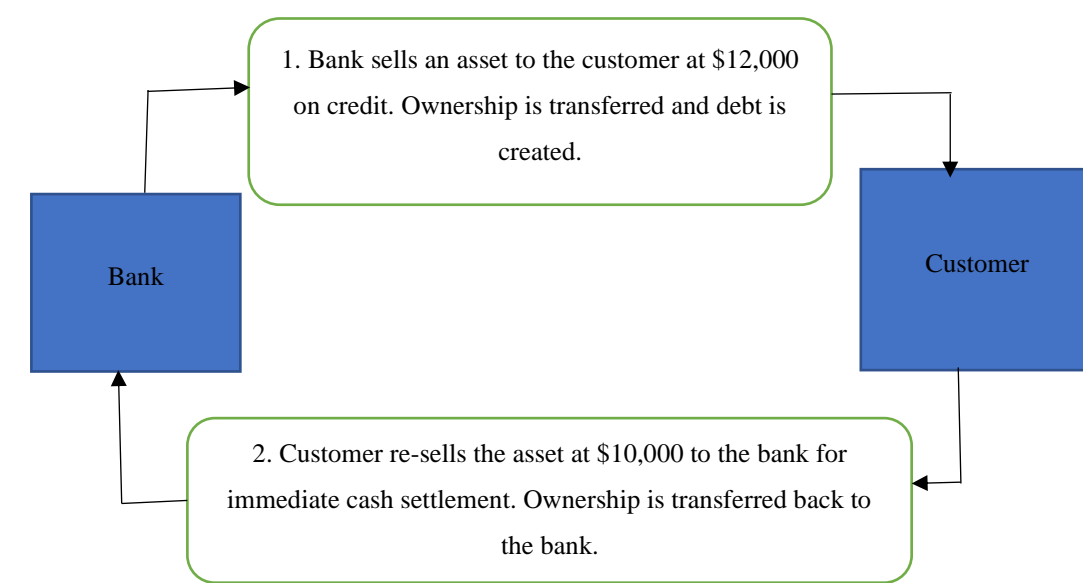 1. Bank sells an asset to the customer at $12,000
on credit. Ownership is transferred and debt is
created.
Bank
Customer
2. Customer re-sells the asset at $10,000 to the bank for
immediate cash settlement. Ownership is transferred back to
the bank.